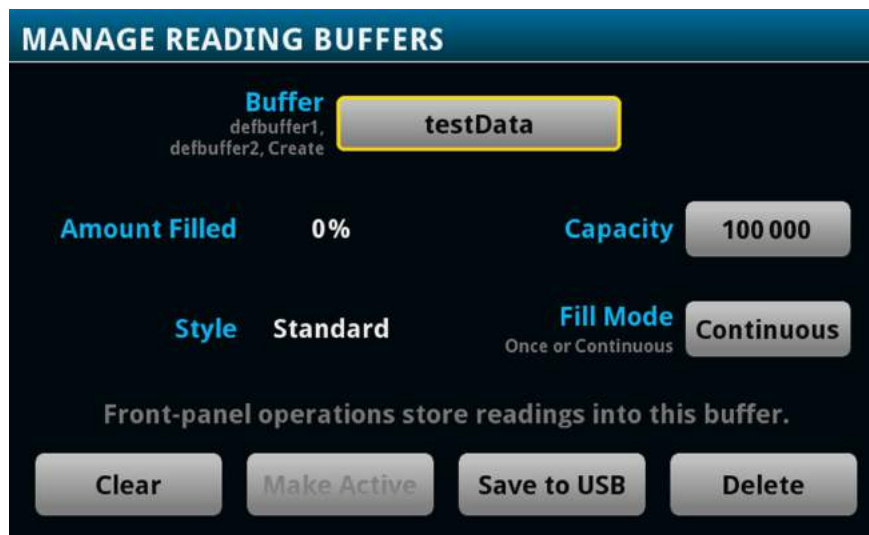 MANAGE READING BUFFERS
Buffer
defbuffer1,
defbuffer2, Create
testData
Amount Filled 0%
Capacity 100 000
Style Standard
Fill Mode
Once or Continuous
Continuous
Front-panel operations store readings into this buffer.
Clear Make Active Save to USB Delete